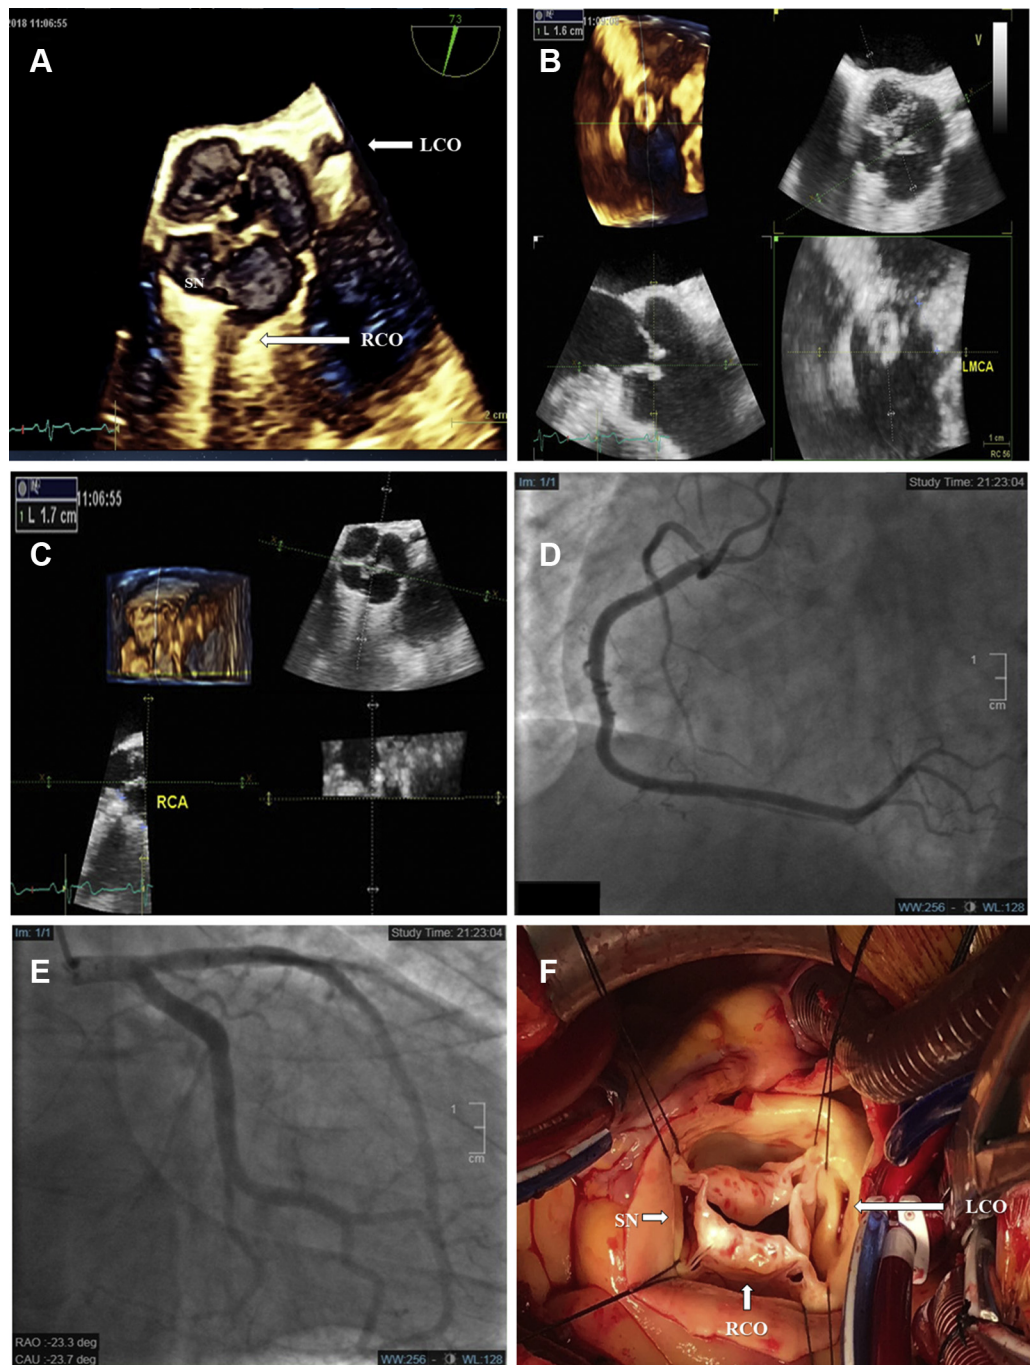 2018 11:06:55
73
A
LCO
SN
RCO
2 cm
B
1 L 1.6 cm
V
LMCA
1 cm
RC 56
C
11:06:55
1 L 1.7 cm
RCA
D
Im: 1/1
Study Time: 21:23:04
1
cm
WW:256 - WL:128
E
Im: 1/1
Study Time: 21:23:04
1
cm
RAO :-23.3 deg
CAU :-23.7 deg
WW:256 - WL:128
F
SN
LCO
RCO